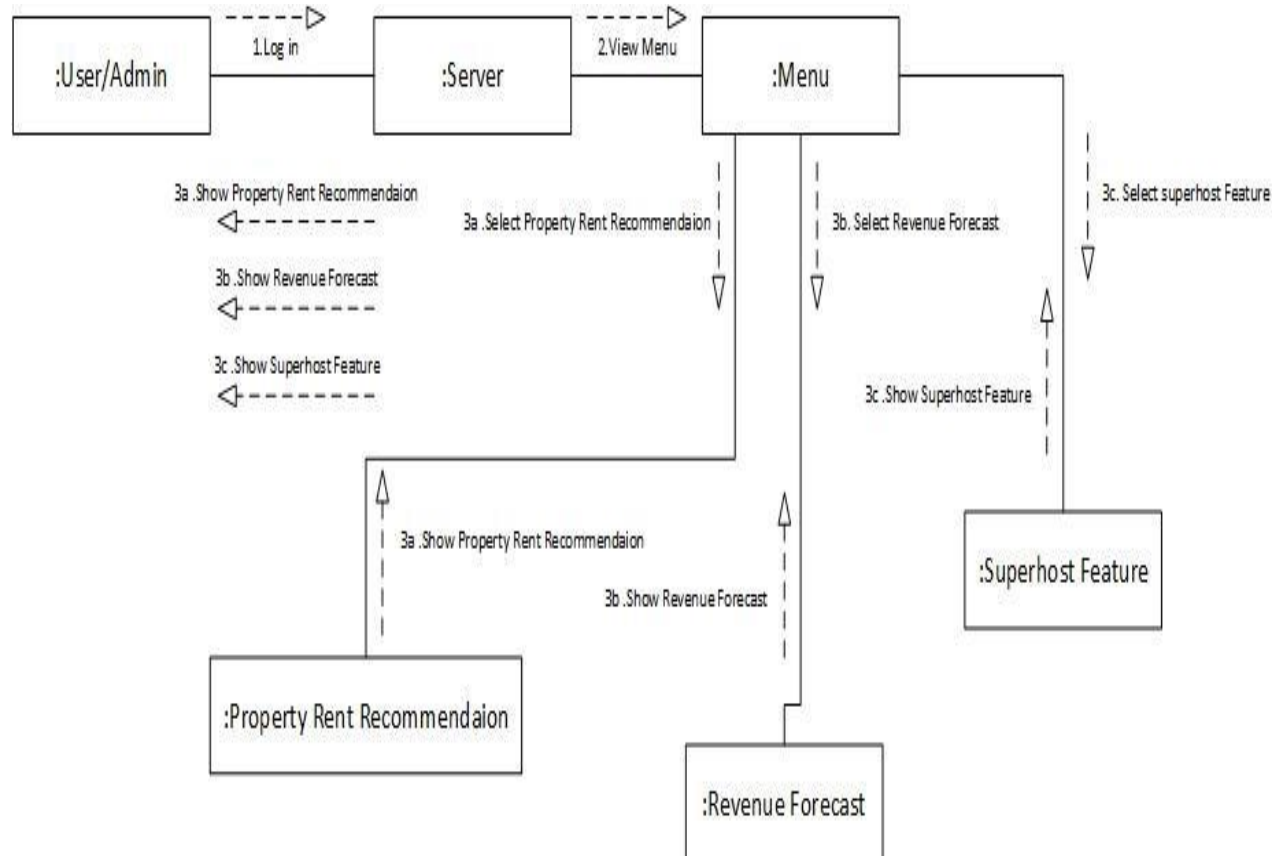 1.Log in
2.View Menu
:User/Admin
:Server
:Menu
3a .Show Property Rent Recommendaion
3a .Select Property Rent Recommendaion
3b. Select Revenue Forecast
3c. Select superhost Feature
3b .Show Revenue Forecast
3c .Show Superhost Feature
3c .Show Superhost Feature
3a .Show Property Rent Recommendaion
3b .Show Revenue Forecast
:Superhost Feature
:Property Rent Recommendaion
:Revenue Forecast